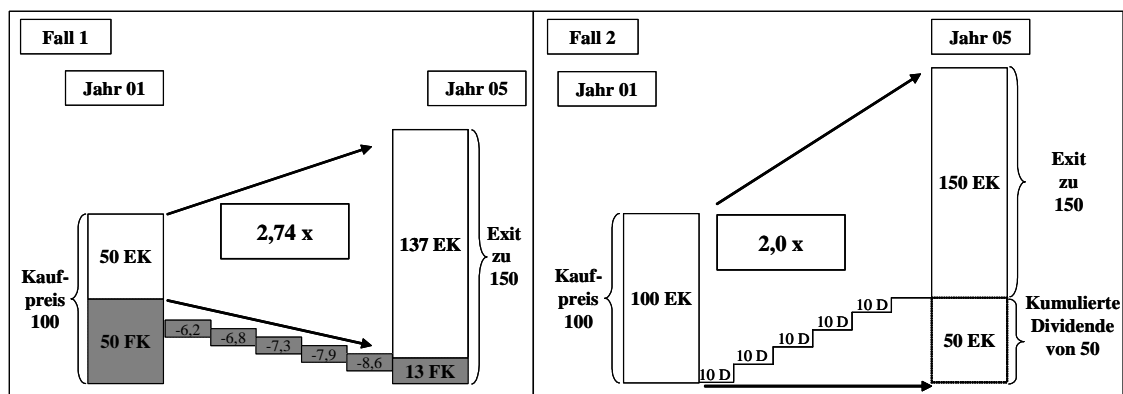 Fall 1
Jahr 01
Jahr 05
Kauf-
preis
100
50 EK
50 FK
2,74 x
-6,2
-6,8
-7,3
-7,9
-8,6
137 EK
13 FK
Exit
zu
150
Fall 2
Jahr 01
Jahr 05
Kauf-
preis
100
100 EK
2,0 x
10 D
10 D
10 D
10 D
10 D
150 EK
50 EK
Exit
zu
150
Kumulierte
Dividende
von 50